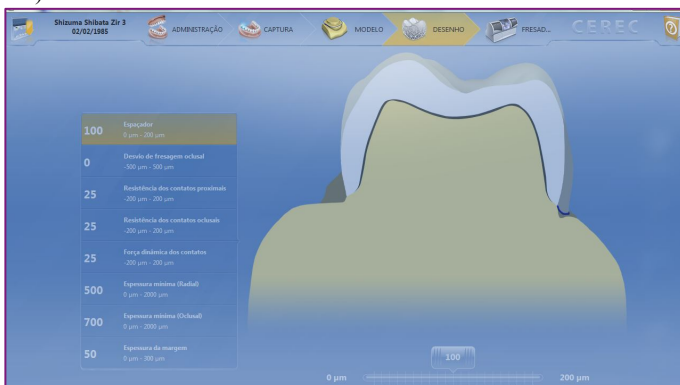 Shizuma Shibata Zir 3
02/02/1985
ADMINISTRAÇÃO
CAPTURA
MODELO
DESENHO
FRESAD...
CEREC
100 Espaçador
0 µm - 200 µm
0 Desvio de fresagem oclusal
-500 µm - 500 µm
25 Resistência dos contatos proximais
-200 µm - 200 µm
25 Resistência dos contatos oclusais
-200 µm - 200 µm
25 Força dinâmica dos contatos
-200 µm - 200 µm
500 Espessura mínima (Radial)
0 µm - 2000 µm
700 Espessura mínima (Oclusal)
0 µm - 2000 µm
50 Espessura da margem
0 µm - 300 µm
100
0 µm
200 µm